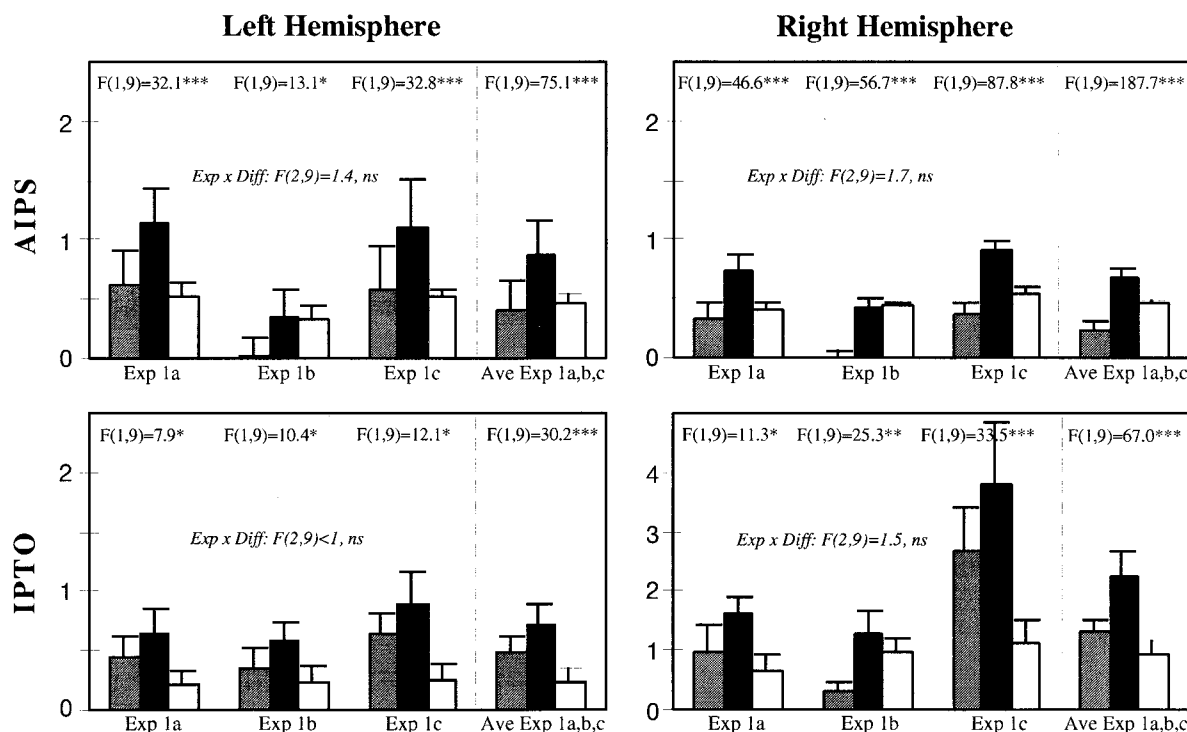 Left Hemisphere
Right Hemisphere
AIPS
F(1,9)=32.1*** F(1,9)=13.1* F(1,9)=32.8*** F(1,9)=75.1***
2
Exp x Diff: F(2,9)=1.4, ns
1
0
Exp 1a Exp 1b Exp 1c Ave Exp 1a,b,c
F(1,9)=46.6*** F(1,9)=56.7*** F(1,9)=87.8*** F(1,9)=187.7***
2
Exp x Diff: F(2,9)=1.7, ns
1
0
Exp 1a Exp 1b Exp 1c Ave Exp 1a,b,c
IPTO
F(1,9)=7.9* F(1,9)=10.4* F(1,9)=12.1* F(1,9)=30.2***
2
Exp x Diff: F(2,9)<1, ns
1
0
Exp 1a Exp 1b Exp 1c Ave Exp 1a,b,c
F(1,9)=11.3* F(1,9)=25.3** F(1,9)=33.5*** F(1,9)=67.0***
4
3
Exp x Diff: F(2,9)=1.5, ns
2
1
0
Exp 1a Exp 1b Exp 1c Ave Exp 1a,b,c